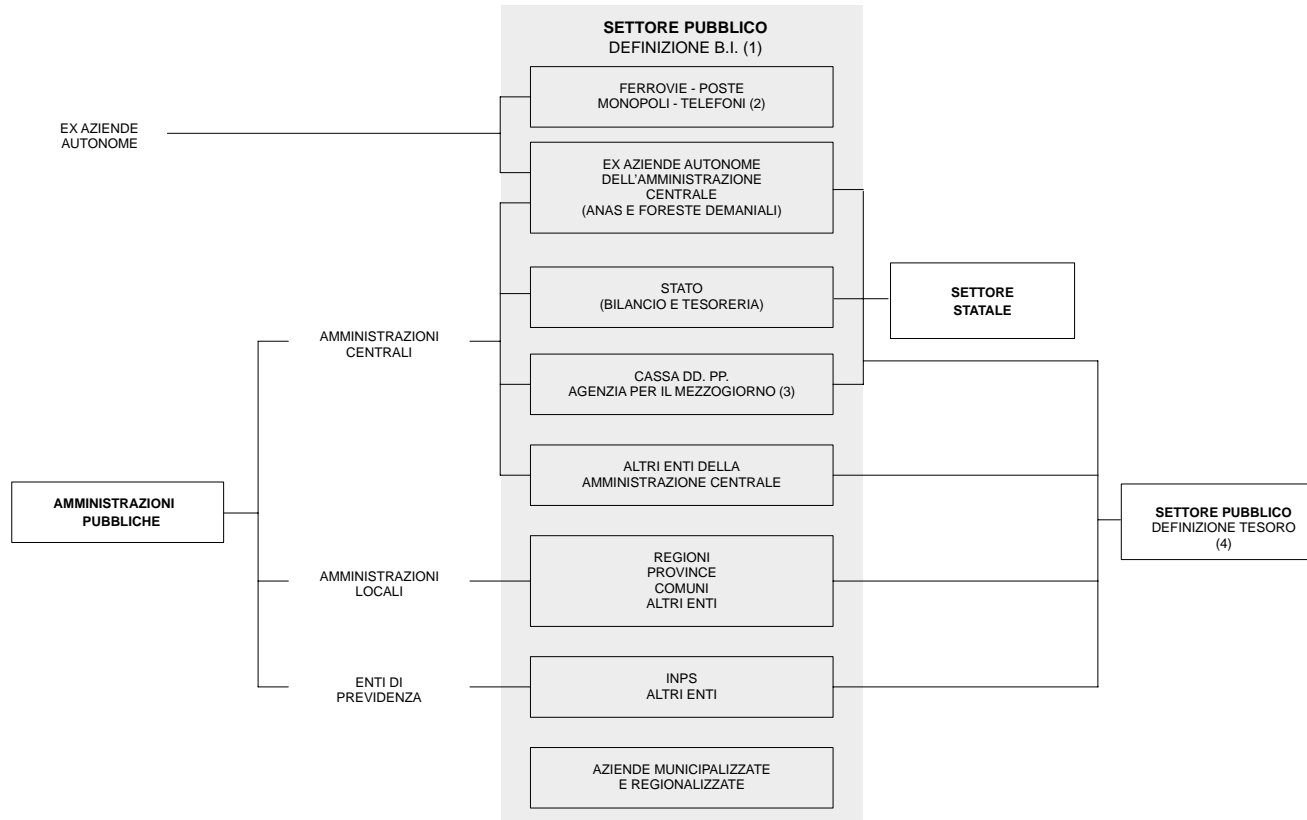 SETTORE PUBBLICO
DEFINIZIONE B.I. (1)
FERROVIE - POSTE
MONOPOLI - TELEFONI (2)
EX AZIENDE
AUTONOME
EX AZIENDE AUTONOME
DELL'AMMINISTRAZIONE
CENTRALE
(ANAS E FORESTE DEMANIALI)
STATO
(BILANCIO E TESORERIA)
SETTORE
STATALE
AMMINISTRAZIONI
CENTRALI
CASSA DD. PP.
AGENZIA PER IL MEZZOGIORNO (3)
ALTRI ENTI DELLA
AMMINISTRAZIONE CENTRALE
AMMINISTRAZIONI
PUBBLICHE
SETTORE PUBBLICO
DEFINIZIONE TESORO
(4)
AMMINISTRAZIONI
LOCALI
REGIONI
PROVINCE
COMUNI
ALTRI ENTI
ENTI DI
PREVIDENZA
INPS
ALTRI ENTI
AZIENDE MUNICIPALIZZATE
E REGIONALIZZATE